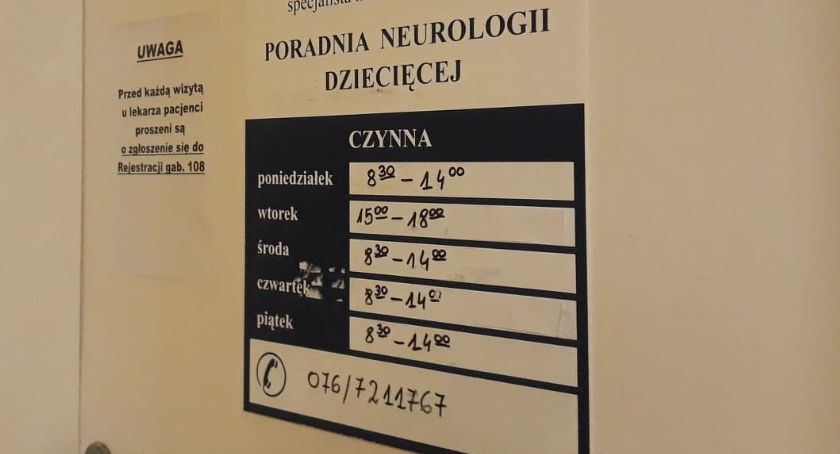 UWAGA
Przed każdą wizytą
u lekarza pacjenci
proszeni są
o zgłoszenie się do
Rejestracji gab. 108
specjalista
PORADNIA NEUROLOGII
DZIECIĘCEJ
CZYNNA
poniedziałek 8³⁰ – 14⁰⁰
wtorek 15⁰⁰ – 18⁰⁰
środa 8³⁰ – 14⁰⁰
czwartek 8³⁰ – 14⁰⁰
piątek 8³⁰ – 14⁰⁰
076/7211767